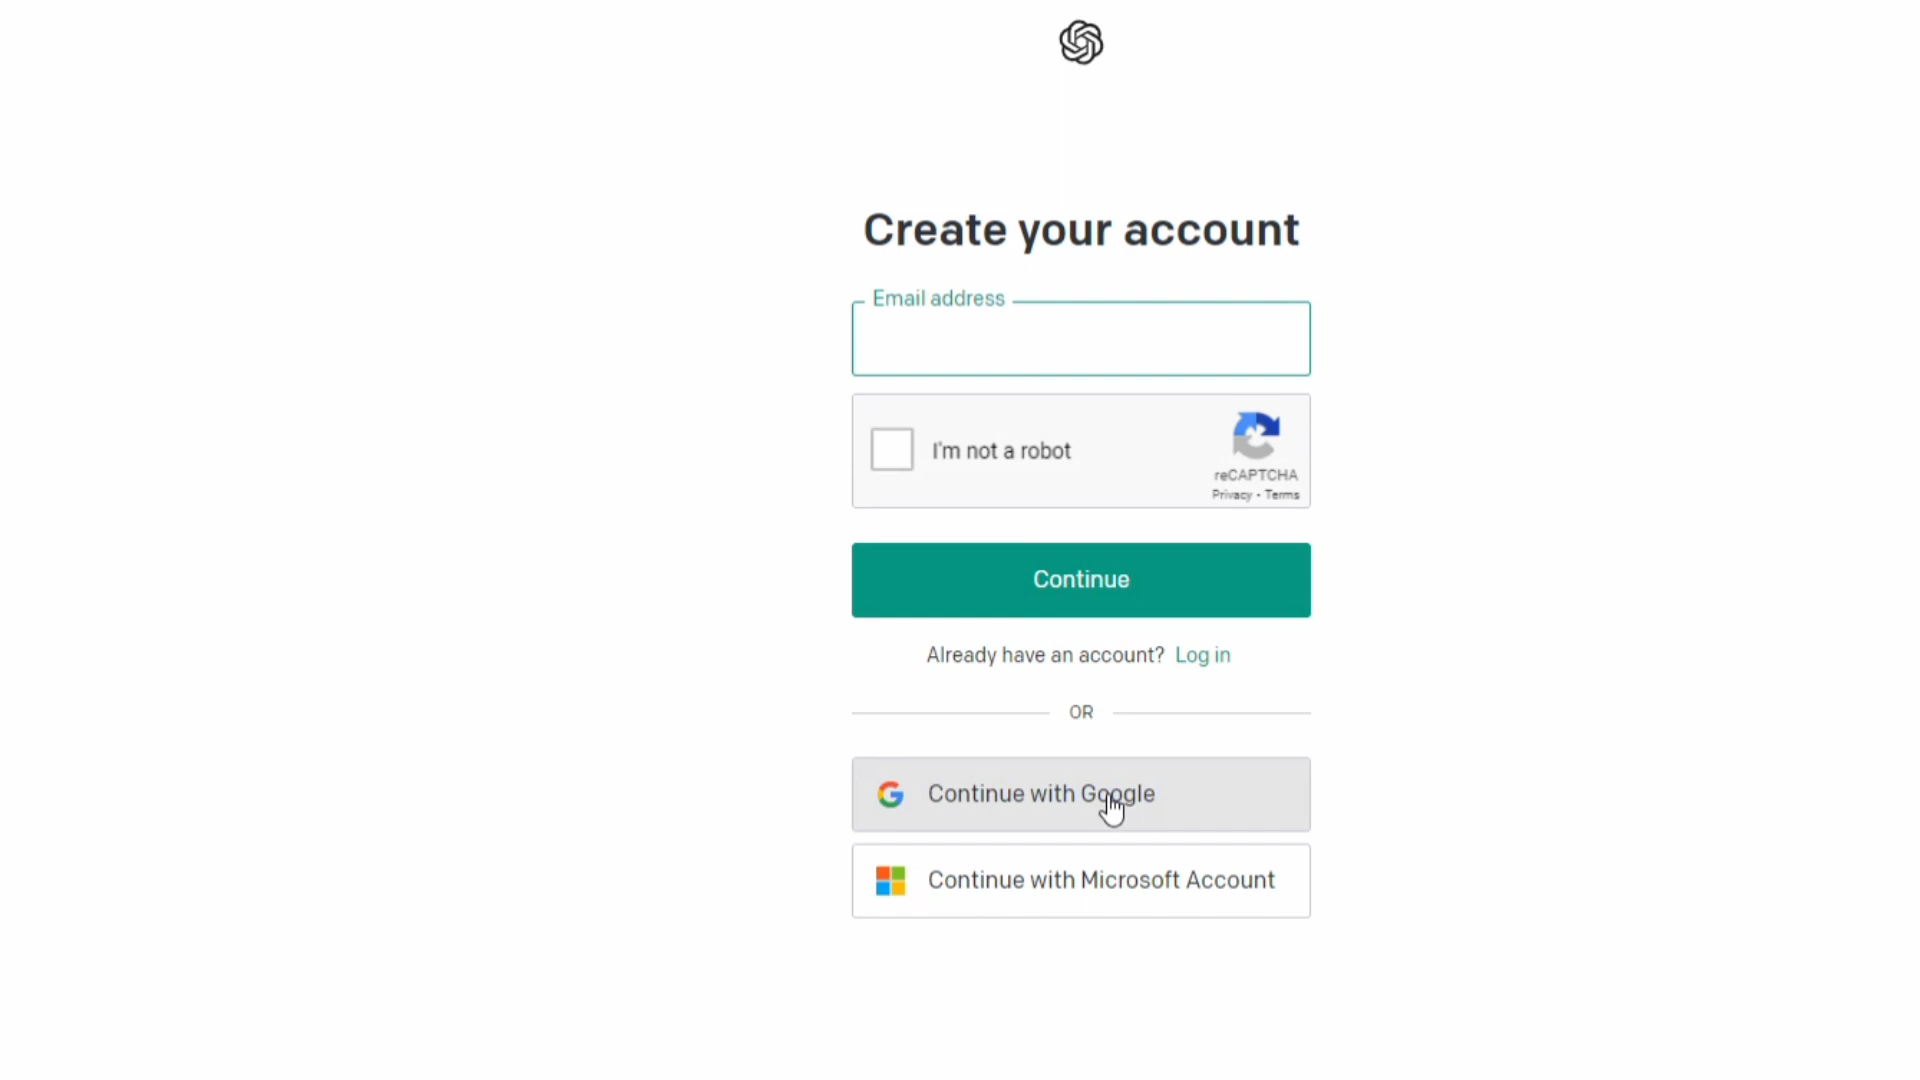 Create your account
Email address
I'm not a robot
reCAPTCHA
Privacy - Terms
Continue
Already have an account? Log in
OR
Continue with Google
Continue with Microsoft Account